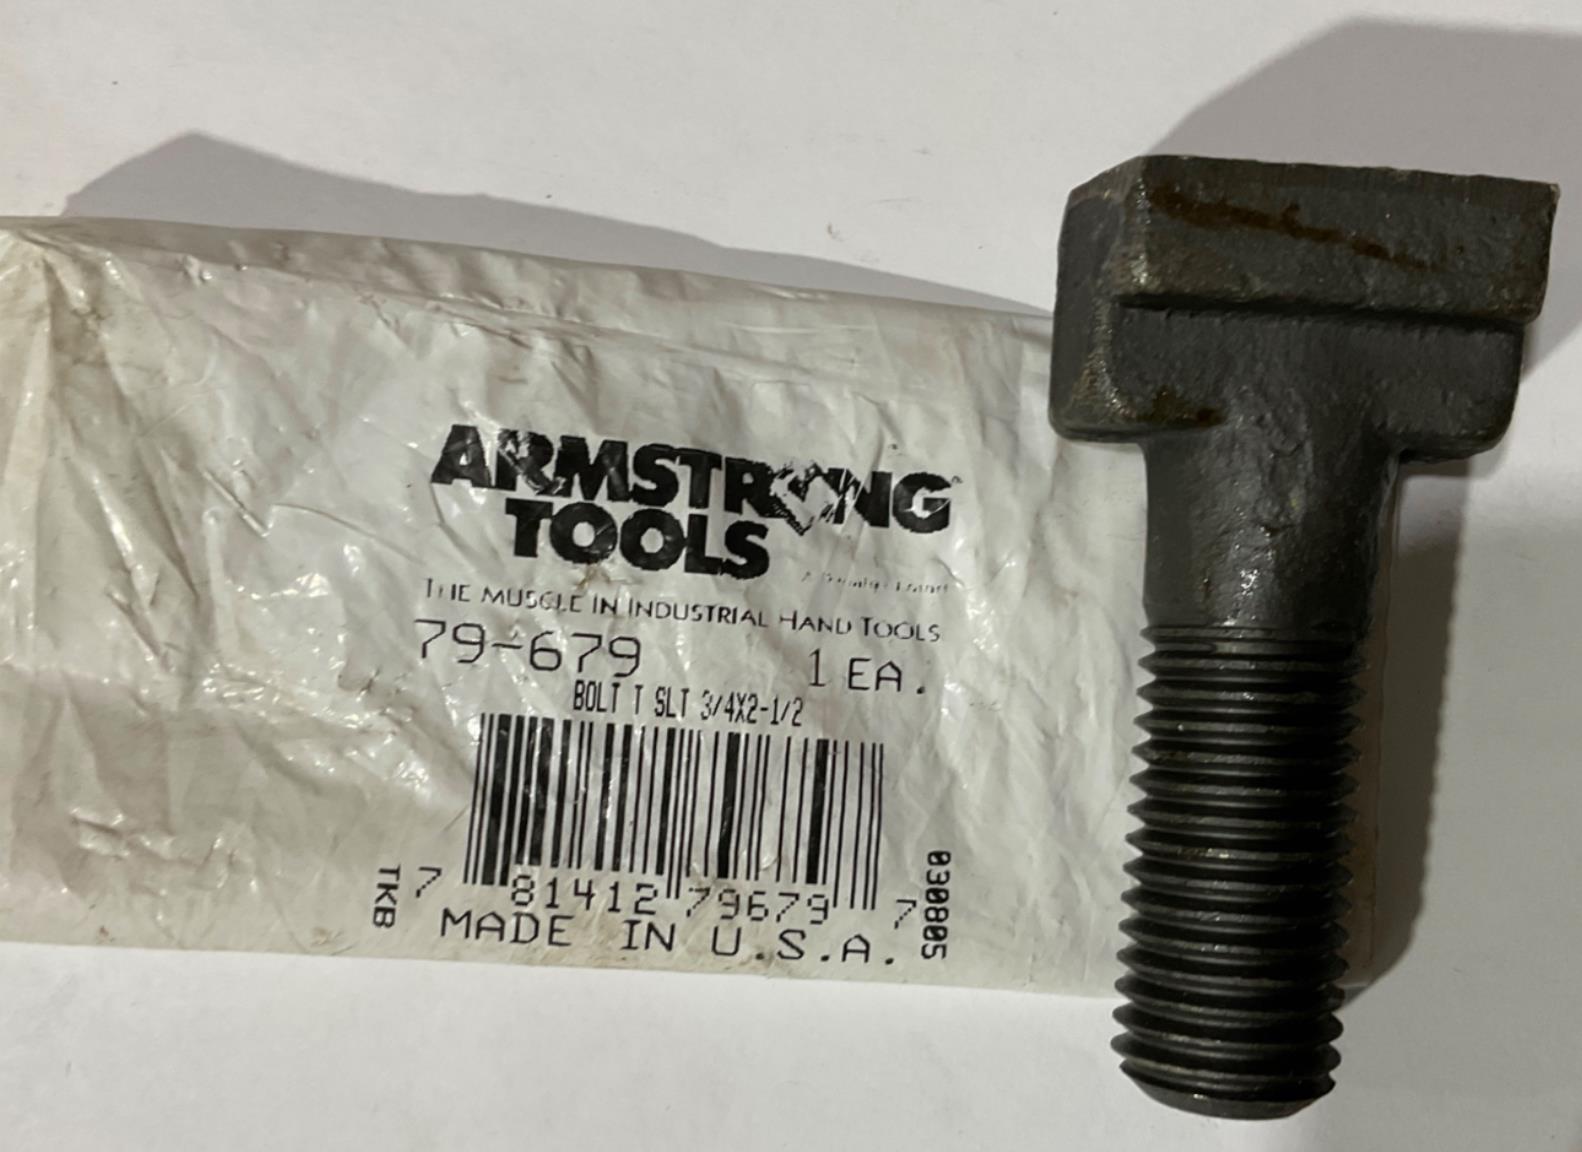 ARMSTRONG
TOOLS
THE MUSCLE IN INDUSTRIAL HAND TOOLS
79-679 1 EA.
BOLT T SLT 3/4X2-1/2
7 81412 79679 7
TKB
030805
MADE IN U.S.A.